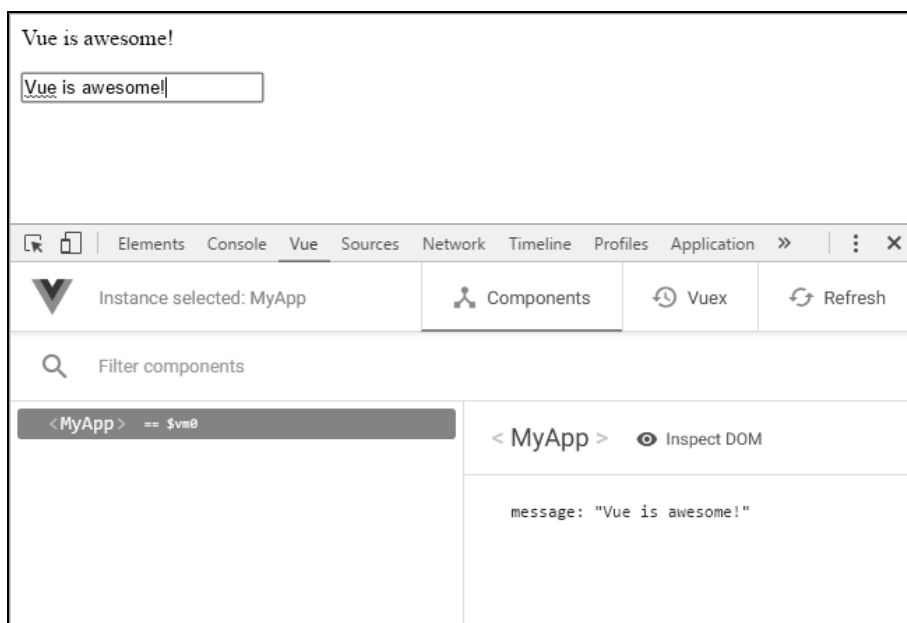 Vue is awesome!
Vue is awesome!
Elements Console Vue Sources Network Timeline Profiles Application »
Instance selected: MyApp Components Vuex Refresh
Filter components
<MyApp> == $vm0
< MyApp > Inspect DOM
message: "Vue is awesome!"